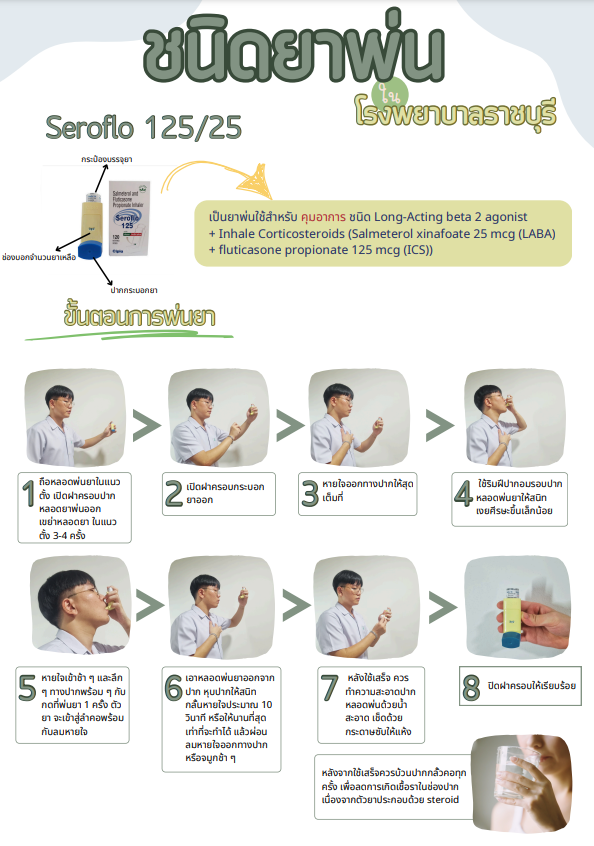 ชนิดยาพ่น
ใน
โรงพยาบาลราชบุรี
Seroflo 125/25
กระป๋องบรรจุยา
Salmeterol and
Fluticasone
Propionate Inhaler
Seroflo
125
120
Cipla
ช่องบอกจำนวนยาเหลือ
ปากกระบอกยา
เป็นยาพ่นใช้สำหรับ คุมอาการ ชนิด Long-Acting beta 2 agonist
+ Inhale Corticosteroids (Salmeterol xinafoate 25 mcg (LABA)
+ fluticasone propionate 125 mcg (ICS))
ขั้นตอนการพ่นยา
1
ถือหลอดพ่นยาในแนว
ตั้ง เปิดฝาครอบปาก
หลอดยาพ่นออก
เขย่าหลอดยา ในแนว
ตั้ง 3-4 ครั้ง
2
เปิดฝาครอบกระบอก
ยาออก
3
หายใจออกทางปากให้สุด
เต็มที่
4
ใช้ริมฝีปากอมรอบปาก
หลอดพ่นยาให้สนิท
เงยศีรษะขึ้นเล็กน้อย
5
หายใจเข้าช้า ๆ และลึก
ๆ ทางปากพร้อม ๆ กับ
กดที่พ่นยา 1 ครั้ง ตัว
ยา จะเข้าสู่ลำคอพร้อม
กับลมหายใจ
6
เอาหลอดพ่นยาออกจาก
ปาก หุบปากให้สนิท
กลั้นหายใจประมาณ 10
วินาที หรือให้นานที่สุด
เท่าที่จะทำได้ แล้วผ่อน
ลมหายใจออกทางปาก
หรือจมูกช้า ๆ
7
หลังใช้เสร็จ ควร
ทำความสะอาดปาก
หลอดพ่นด้วยน้ำ
สะอาด เช็ดด้วย
กระดาษซับให้แห้ง
8
ปิดฝาครอบให้เรียบร้อย
หลังจากใช้เสร็จควรบ้วนปากกลั้วคอทุก
ครั้ง เพื่อลดการเกิดเชื้อราในช่องปาก
เนื่องจากตัวยาประกอบด้วย steroid